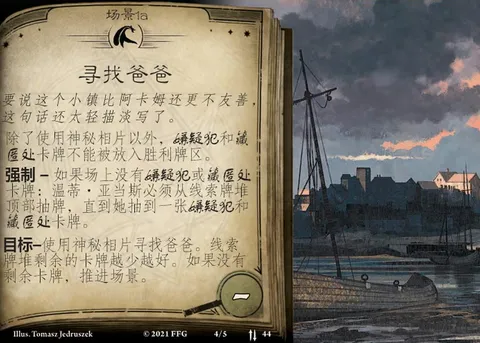 场景1a
寻找爸爸
要说这个小镇比阿卡姆还更不友善，
这句话还太轻描淡写了。
除了使用神秘相片以外，嫌疑犯和藏
匿处卡牌不能被放入胜利牌区。
强制 – 如果场上没有嫌疑犯或藏匿处
卡牌：温蒂·亚当斯必须从线索牌堆
顶部抽牌，直到她抽到一张嫌疑犯和
藏匿处卡牌。
目标–使用神秘相片寻找爸爸。线索
牌堆剩余的卡牌越少越好。如果没有
剩余卡牌，推进场景。
–
Illus. Tomasz Jedruszek © 2021 FFG 4/5 44